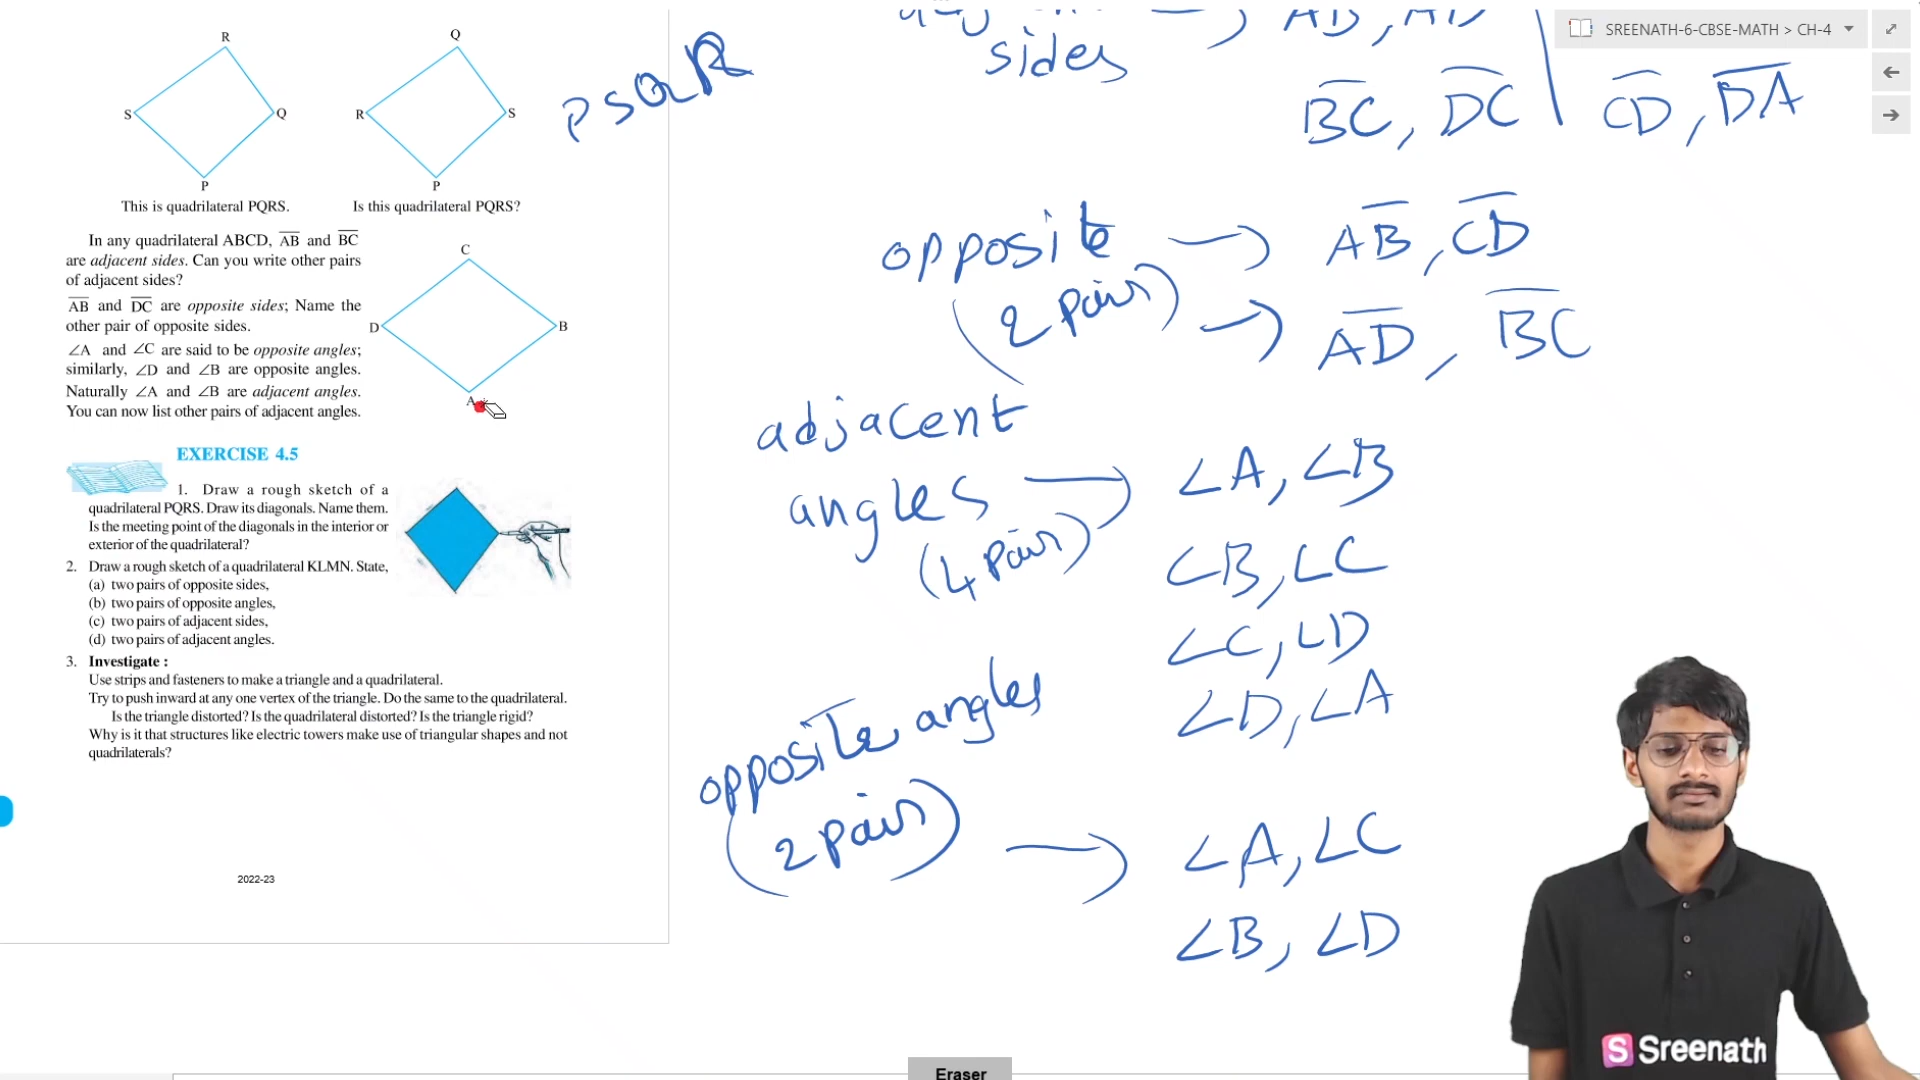 R
S
Q
P
This is quadrilateral PQRS.
Q
R
S
P
Is this quadrilateral PQRS?
PSQR
In any quadrilateral ABCD, AB and BC
are adjacent sides. Can you write other pairs
of adjacent sides?
AB and DC are opposite sides; Name the
other pair of opposite sides.
∠A and ∠C are said to be opposite angles;
similarly, ∠D and ∠B are opposite angles.
Naturally ∠A and ∠B are adjacent angles.
You can now list other pairs of adjacent angles.
C
D
B
A
EXERCISE 4.5
1. Draw a rough sketch of a
quadrilateral PQRS. Draw its diagonals. Name them.
Is the meeting point of the diagonals in the interior or
exterior of the quadrilateral?
2. Draw a rough sketch of a quadrilateral KLMN. State,
(a) two pairs of opposite sides,
(b) two pairs of opposite angles,
(c) two pairs of adjacent sides,
(d) two pairs of adjacent angles.
3. Investigate :
Use strips and fasteners to make a triangle and a quadrilateral.
Try to push inward at any one vertex of the triangle. Do the same to the quadrilateral.
Is the triangle distorted? Is the quadrilateral distorted? Is the triangle rigid?
Why is it that structures like electric towers make use of triangular shapes and not
quadrilaterals?
2022-23
sides
BC, DC
CD, DA
opposite → AB, CD
(2 pair) → AD, BC
adjacent
angles → ∠A, ∠B
(4 pair)
∠B, ∠C
∠C, ∠D
∠D, ∠A
opposite angles
(2 pair) → ∠A, ∠C
∠B, ∠D
SREENATH-6-CBSE-MATH > CH-4
S Sreenath
Eraser